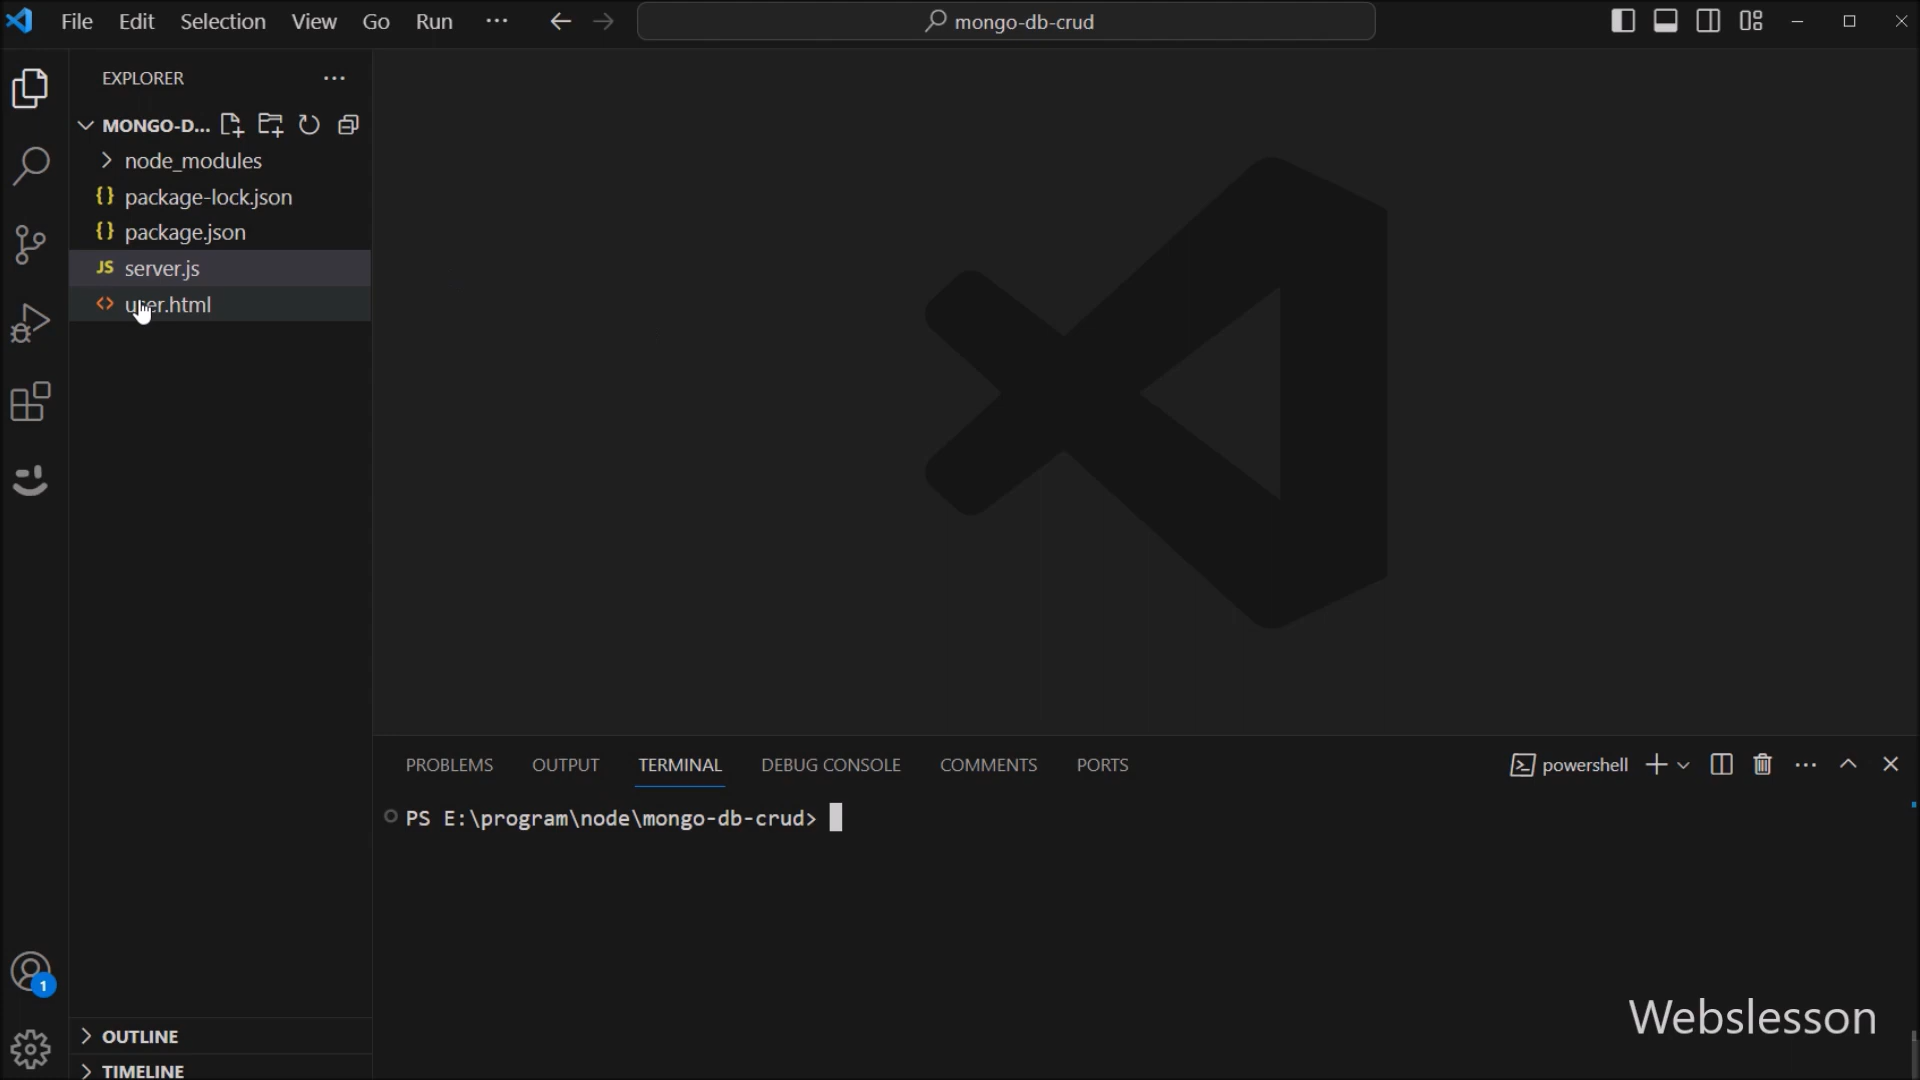 File Edit Selection View Go Run ···
mongo-db-crud
EXPLORER
MONGO-D...
node_modules
{} package-lock.json
{} package.json
JS server.js
<> user.html
PROBLEMS OUTPUT TERMINAL DEBUG CONSOLE COMMENTS PORTS
powershell
PS E:\program\node\mongo-db-crud>
1
OUTLINE
TIMELINE
Webslesson